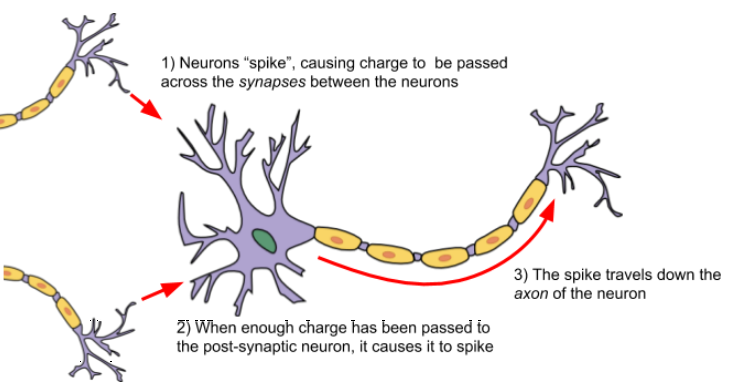 1) Neurons “spike”, causing charge to be passed
across the synapses between the neurons
3) The spike travels down the
axon of the neuron
2) When enough charge has been passed to
the post-synaptic neuron, it causes it to spike